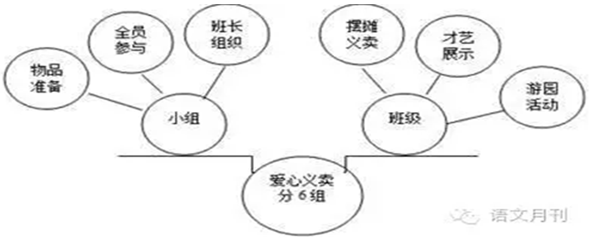 物品
准备
全员
参与
班长
组织
小组
摆摊
义卖
才艺
展示
游园
活动
班级
爱心义卖
分6组
语文月刊